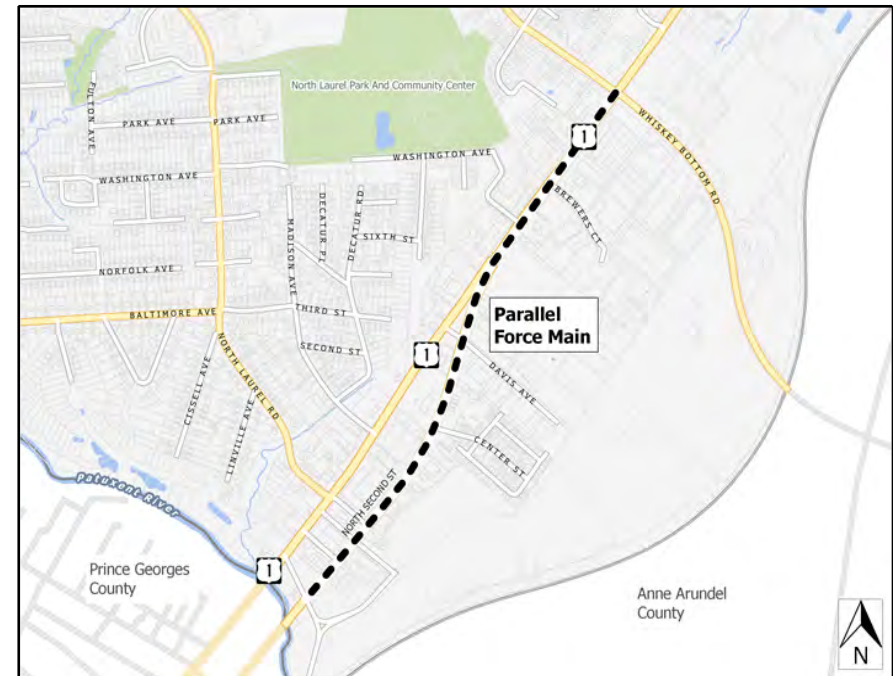 North Laurel Park And Community Center
FULTON AVE
PARK AVE
PARK AVE
1
WHISKEY BOTTOM RD
WASHINGTON AVE
WASHINGTON AVE
DECATUR PL
DECATUR RD
BREWERS CT
MADISON AVE
SIXTH ST
NORFOLK AVE
THIRD ST
BALTIMORE AVE
Parallel
Force Main
SECOND ST
1
NORTH LAUREL RD
DAVIS AVE
CISSELL AVE
LINVILLE AVE
CENTER ST
Patuxent River
NORTH SECOND ST
1
Prince Georges
County
Anne Arundel
County
N